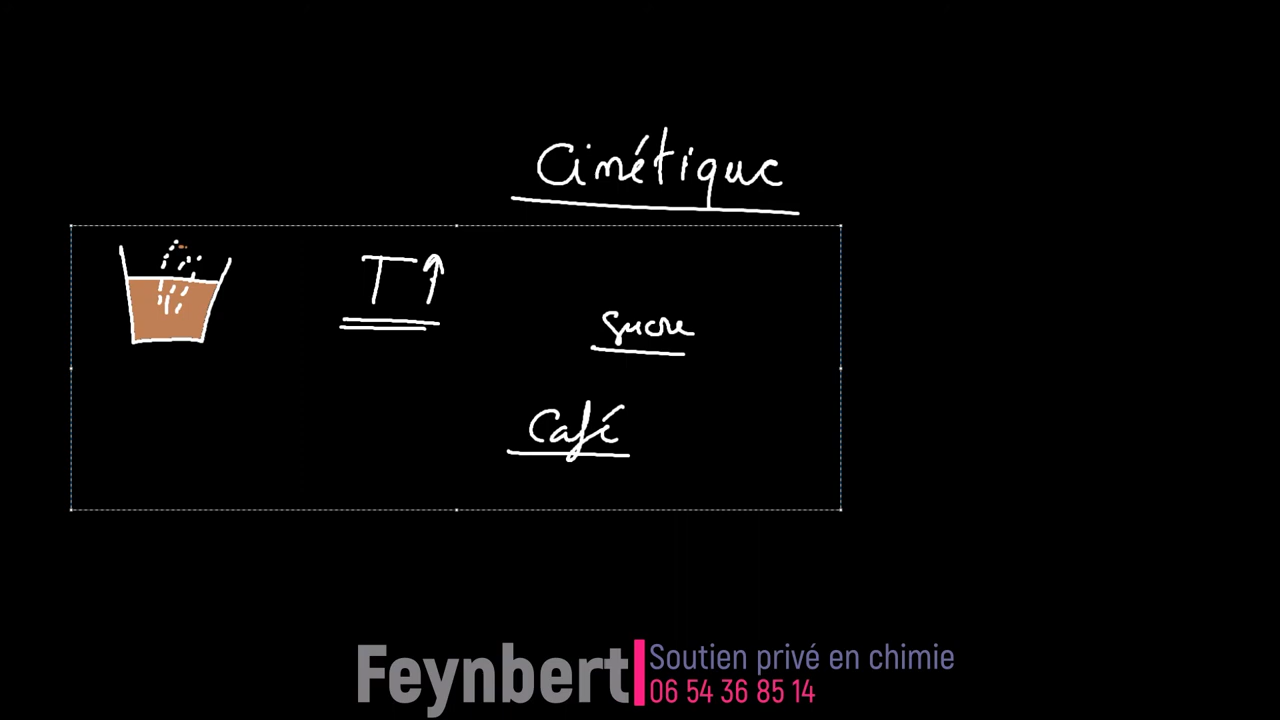 Cinétique
T↑
sucre
Café
Feynbert
Soutien privé en chimie
06 54 36 85 14